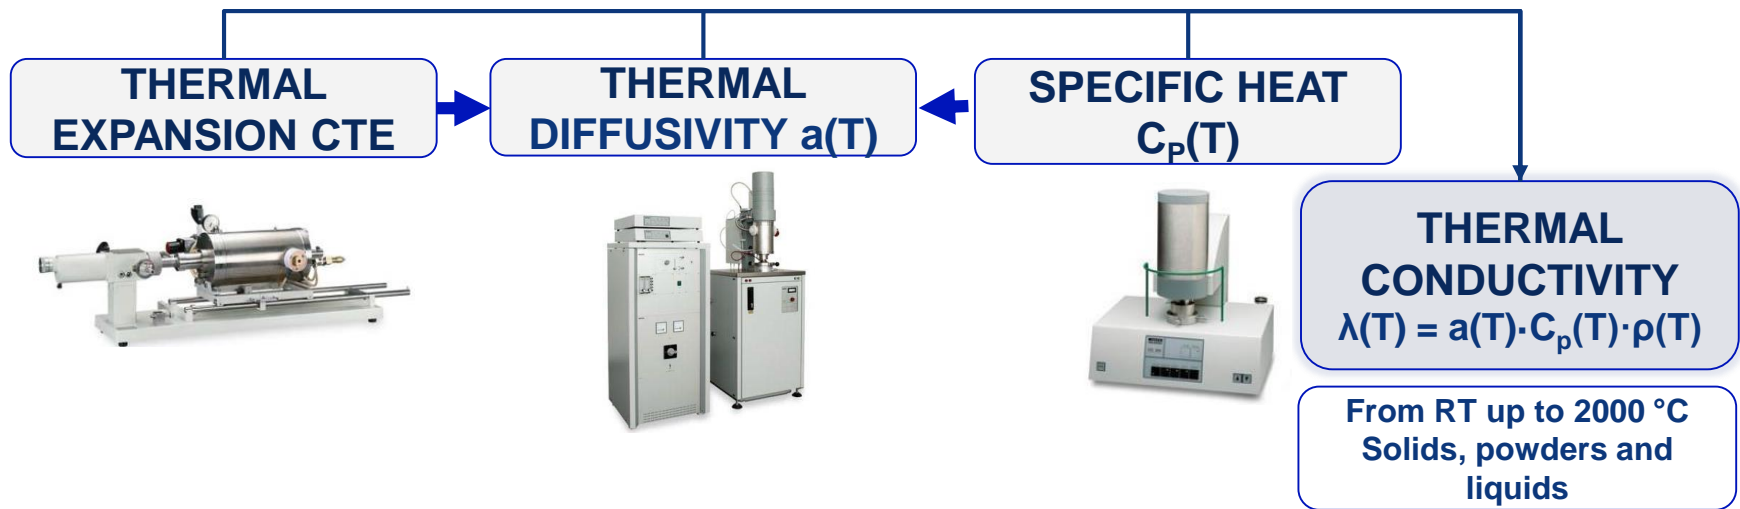 THERMAL
EXPANSION CTE
THERMAL
DIFFUSIVITY a(T)
SPECIFIC HEAT
CP(T)
THERMAL
CONDUCTIVITY
λ(T) = a(T)·Cp(T)·ρ(T)
From RT up to 2000 °C
Solids, powders and
liquids